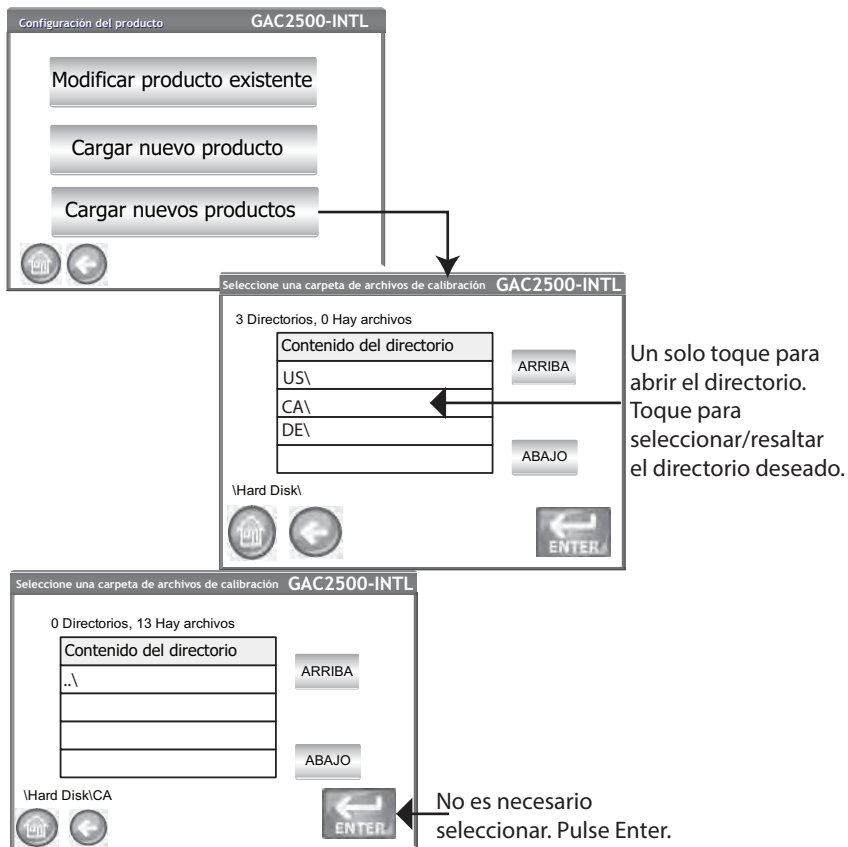 Configuración del producto GAC2500-INTL
Modificar producto existente
Cargar nuevo producto
Cargar nuevos productos
Seleccione una carpeta de archivos de calibración GAC2500-INTL
3 Directorios, 0 Hay archivos
Contenido del directorio
US\
CA\
DE\
ARRIBA
ABAJO
\Hard Disk\
ENTER
Un solo toque para
abrir el directorio.
Toque para
seleccionar/resaltar
el directorio deseado.
Seleccione una carpeta de archivos de calibración GAC2500-INTL
0 Directorios, 13 Hay archivos
Contenido del directorio
..\
ARRIBA
ABAJO
\Hard Disk\CA
ENTER
No es necesario
seleccionar. Pulse Enter.